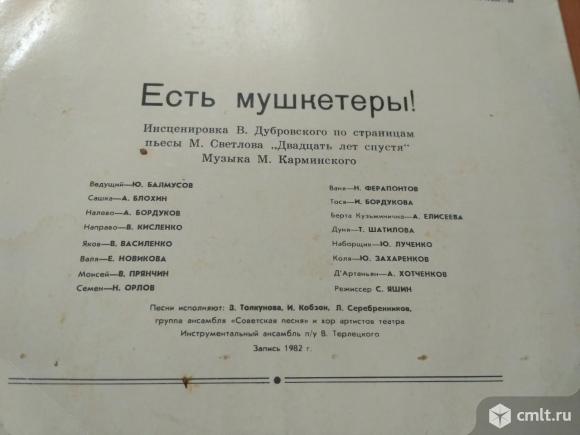 Есть мушкетеры!
Инсценировка В. Дубровского по страницам
пьесы М. Светлова „Двадцать лет спустя“
Музыка М. Карминского
Ведущий—Ю. БАЛМУСОВ
Сашка—А. БЛОХИН
Налево—А. БОРДУКОВ
Направо—В. КИСЛЕНКО
Яков—В. ВАСИЛЕНКО
Валя—Е. НОВИКОВА
Моисей—В. ПРЯНЧИН
Семен—Н. ОРЛОВ
Ваня—Н. ФЕРАПОНТОВ
Тося—И. БОРДУКОВА
Берта Кузьминична—А. ЕЛИСЕЕВА
Дуня—Т. ШАТИЛОВА
Наборщик—Ю. ЛУЧЕНКО
Коля—Ю. ЗАХАРЕНКОВ
Д'Артаньян—А. ХОТЧЕНКОВ
Режиссер С. ЯШИН
Песни исполняют: З. Толкунова, И. Кобзон, Л. Серебренников,
группа ансамбля «Советская песня» и хор артистов театра
Инструментальный ансамбль п/у В. Терлецкого
Запись 1982 г.
cmlt.ru